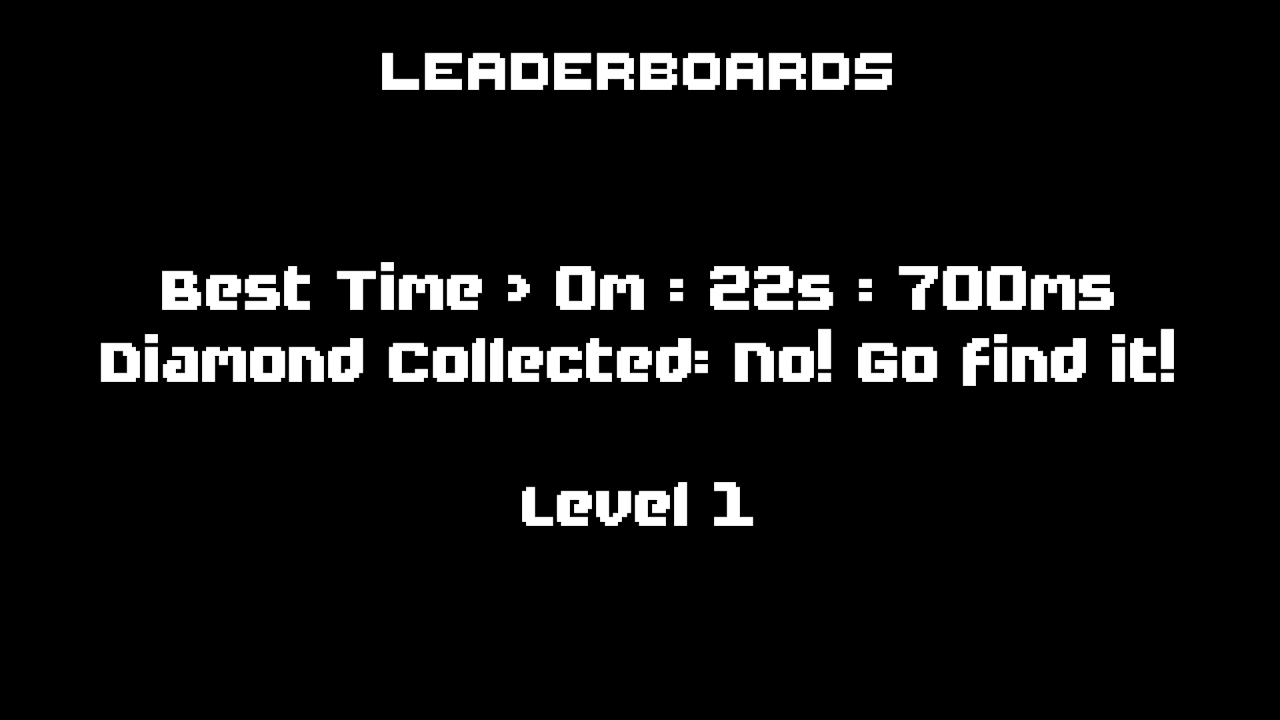 LEADERBOARDS
Best Time > 0m : 22s : 700ms
Diamond Collected: No! Go find it!
Level 1